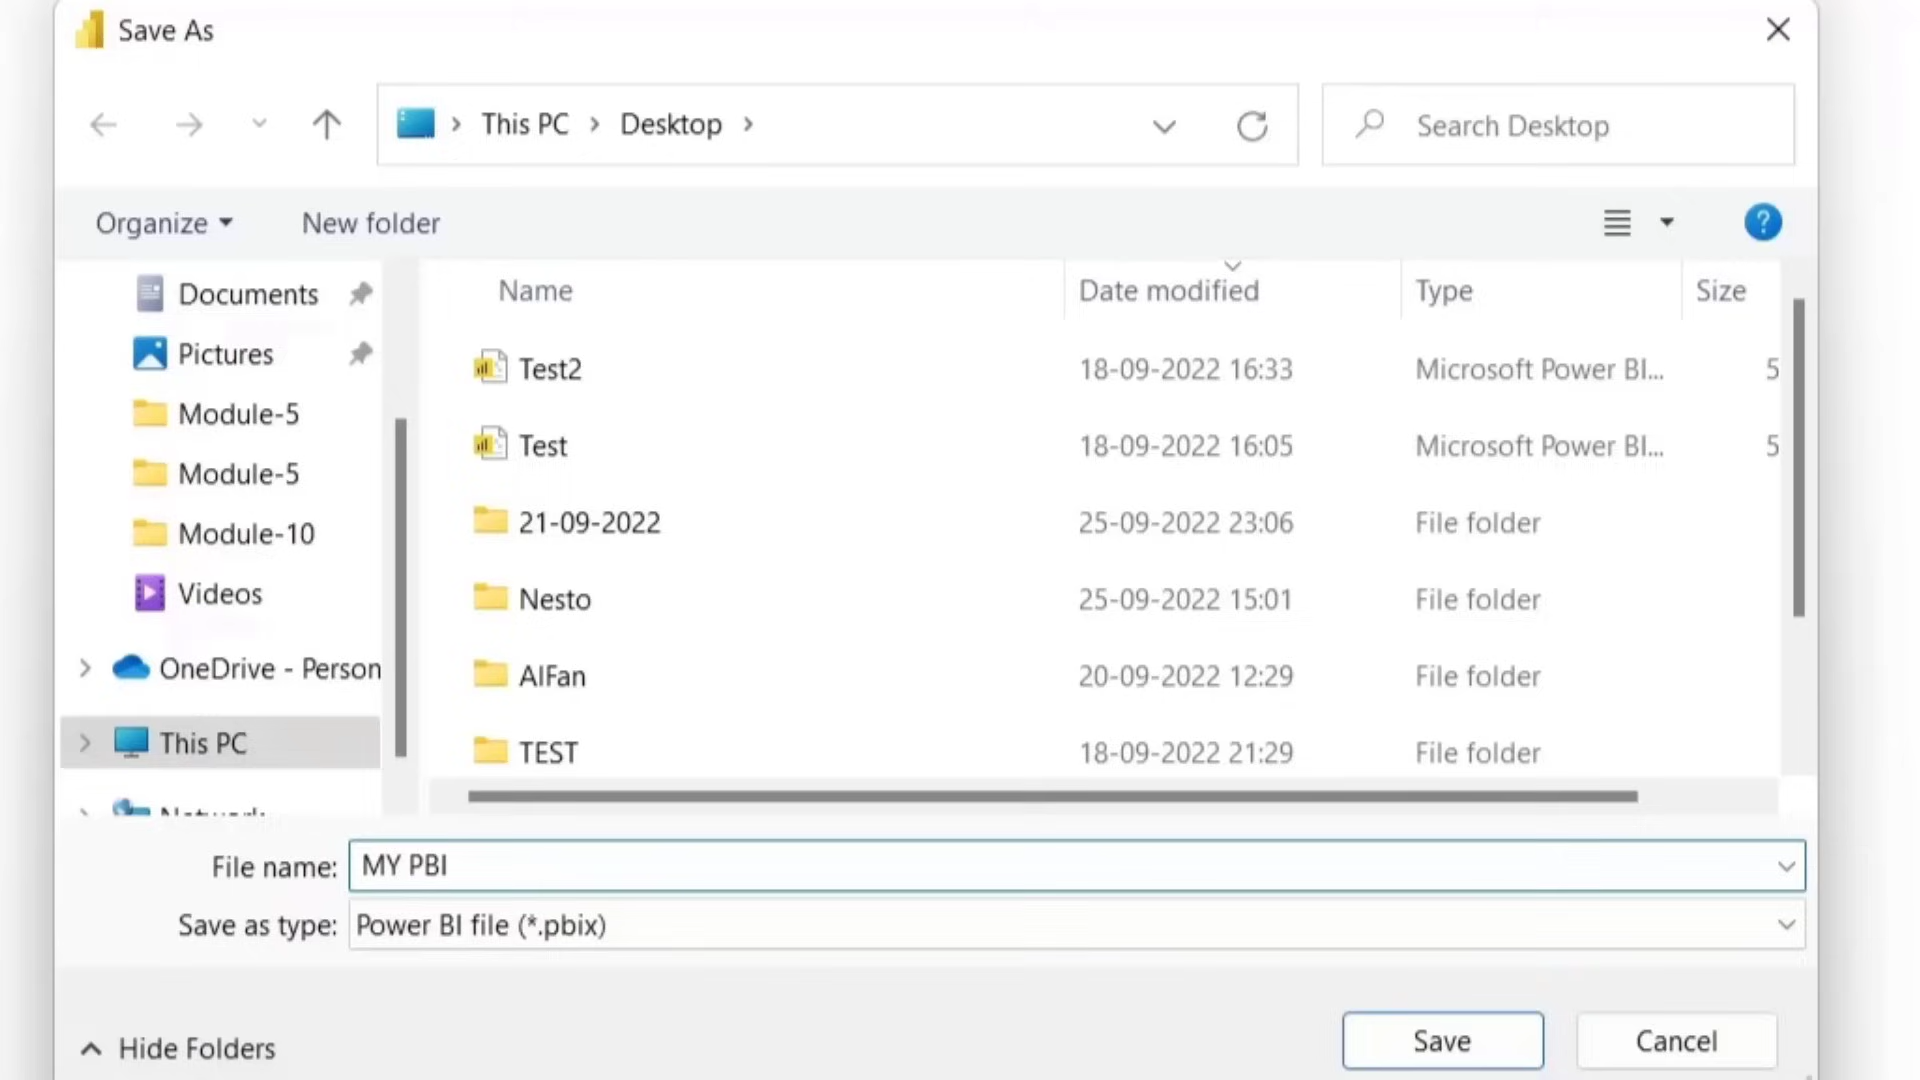 Save As
This PC > Desktop >
Search Desktop
Organize
New folder
?
Documents
Pictures
Module-5
Module-5
Module-10
Videos
OneDrive - Person
This PC
Network
Name Date modified Type Size
Test2 18-09-2022 16:33 Microsoft Power BI... 5
Test 18-09-2022 16:05 Microsoft Power BI... 5
21-09-2022 25-09-2022 23:06 File folder
Nesto 25-09-2022 15:01 File folder
AlFan 20-09-2022 12:29 File folder
TEST 18-09-2022 21:29 File folder
File name: MY PBI
Save as type: Power BI file (*.pbix)
Hide Folders
Save
Cancel